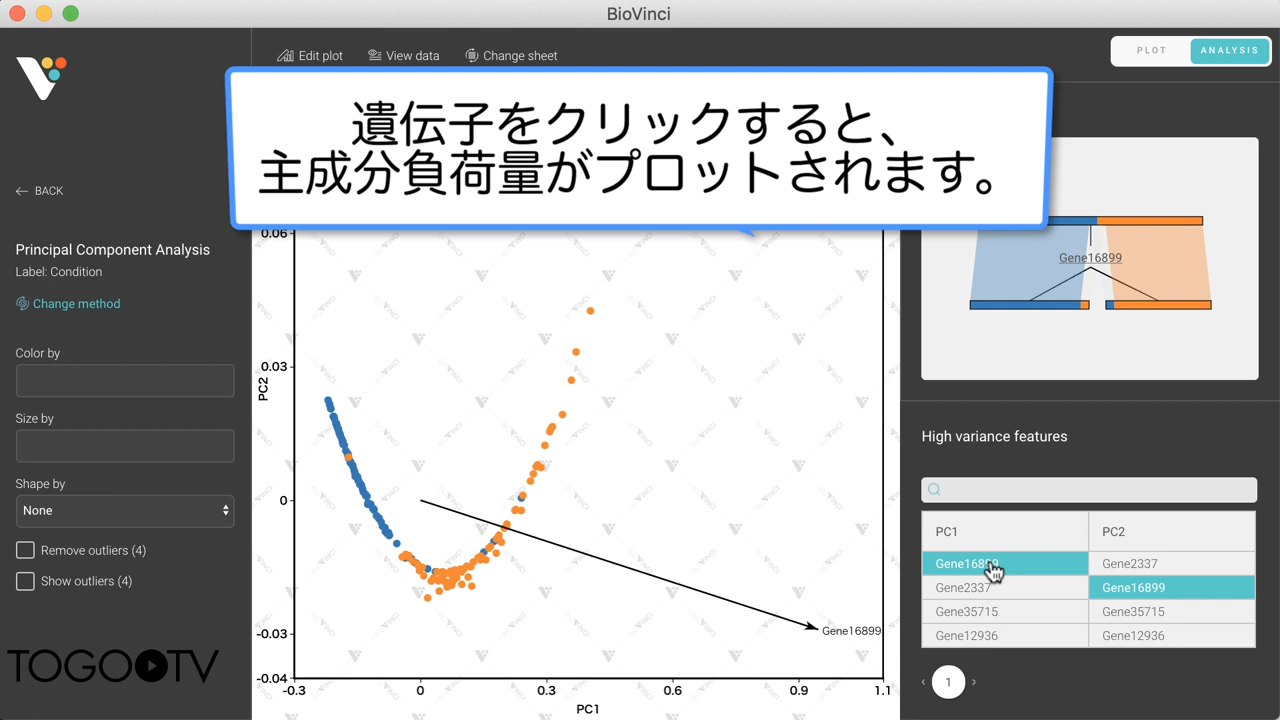 BioVinci
Edit plot
View data
Change sheet
PLOT
ANALYSIS
遺伝子をクリックすると、
主成分負荷量がプロットされます。
BACK
Principal Component Analysis
Label: Condition
Change method
Color by
Size by
Shape by
None
Remove outliers (4)
Show outliers (4)
TOGO TV
0.06
0.03
0
-0.03
-0.04
PC2
-0.3
0
0.3
0.6
0.9
1.1
PC1
Gene16899
Gene16899
High variance features
PC1
PC2
Gene16899
Gene2337
Gene2337
Gene16899
Gene35715
Gene35715
Gene12936
Gene12936
‹ 1 ›